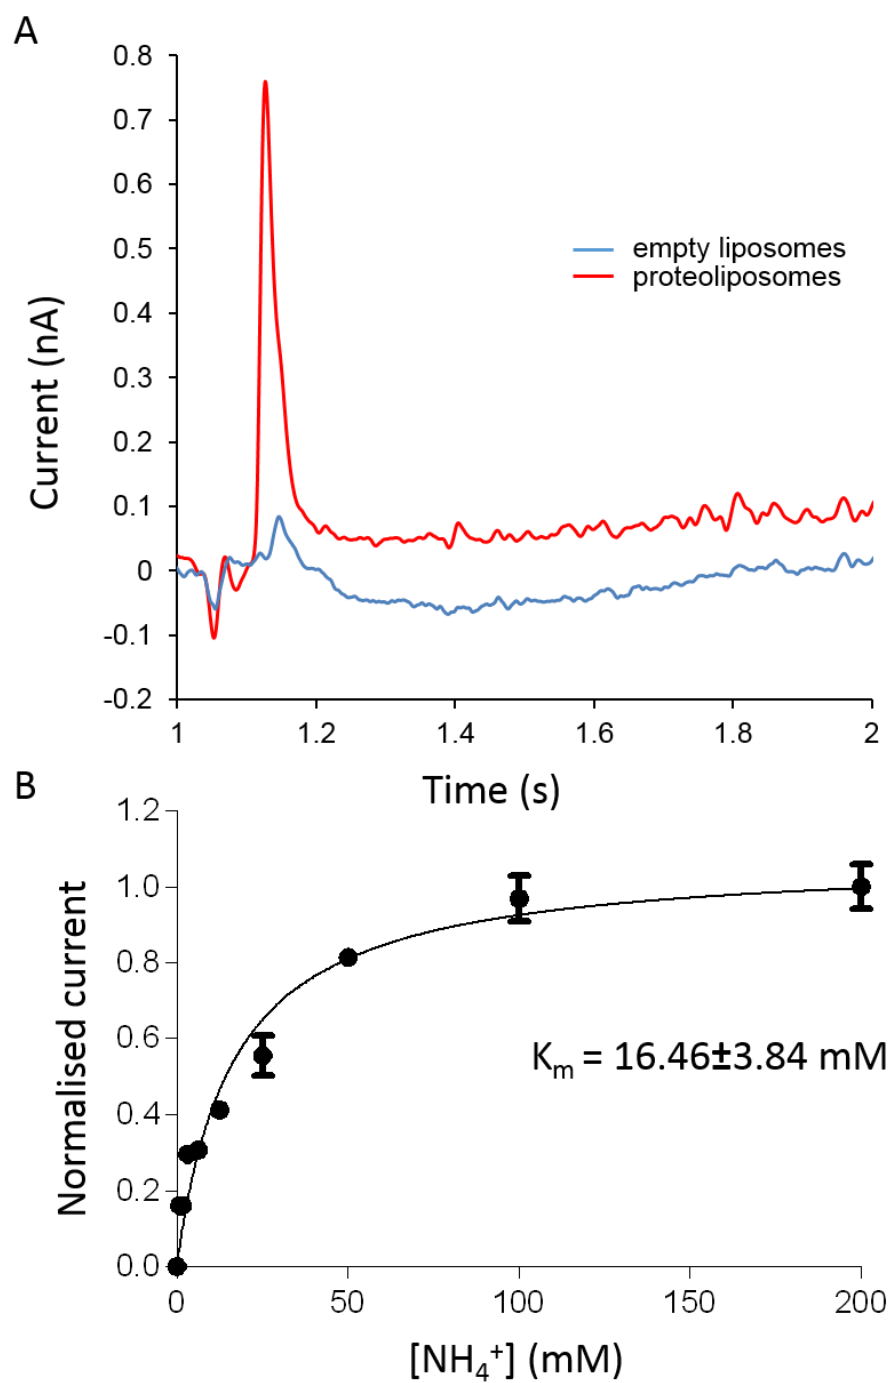 A
0.8
0.7
0.6
0.5
0.4
0.3
0.2
0.1
0
-0.1
-0.2
Current (nA)
empty liposomes
proteoliposomes
1 1.2 1.4 1.6 1.8 2
Time (s)
B
1.2
1.0
0.8
0.6
0.4
0.2
0.0
Normalised current
Km = 16.46±3.84 mM
0 50 100 150 200
[NH4+] (mM)